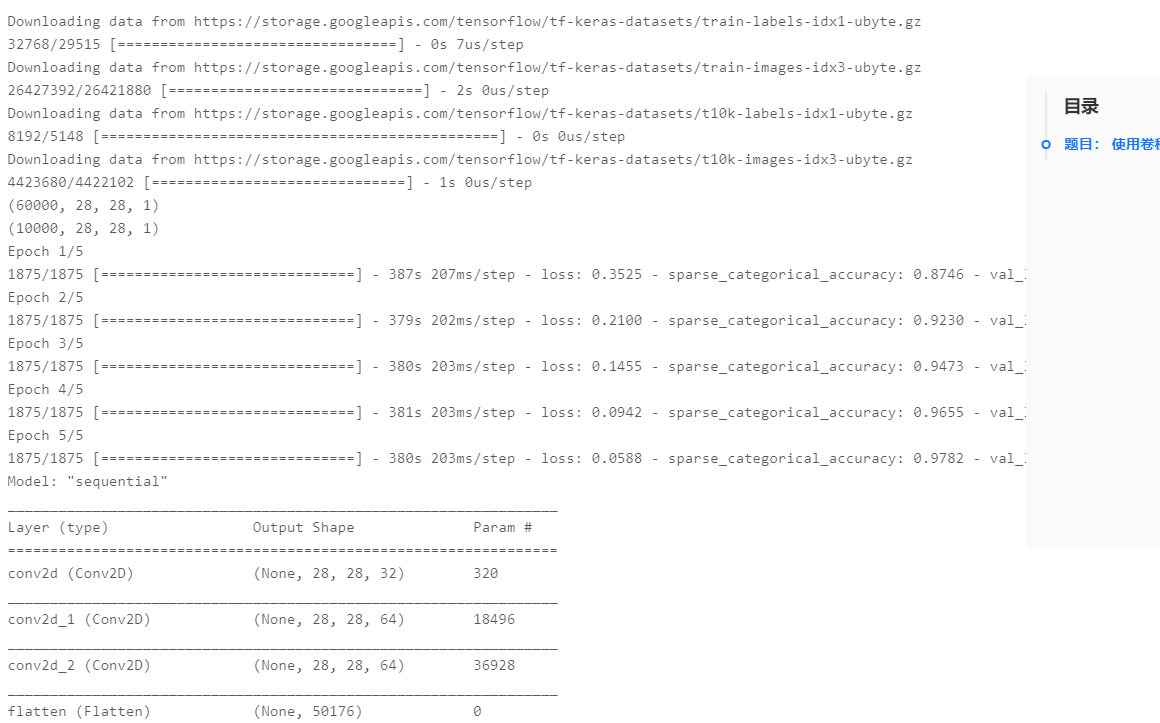 Downloading data from https://storage.googleapis.com/tensorflow/tf-keras-datasets/train-labels-idx1-ubyte.gz
32768/29515 [=================================] - 0s 7us/step
Downloading data from https://storage.googleapis.com/tensorflow/tf-keras-datasets/train-images-idx3-ubyte.gz
26427392/26421880 [==============================] - 2s 0us/step
Downloading data from https://storage.googleapis.com/tensorflow/tf-keras-datasets/t10k-labels-idx1-ubyte.gz
8192/5148 [===============================================] - 0s 0us/step
Downloading data from https://storage.googleapis.com/tensorflow/tf-keras-datasets/t10k-images-idx3-ubyte.gz
4423680/4422102 [==============================] - 1s 0us/step
(60000, 28, 28, 1)
(10000, 28, 28, 1)
Epoch 1/5
1875/1875 [==============================] - 387s 207ms/step - loss: 0.3525 - sparse_categorical_accuracy: 0.8746 - val_
Epoch 2/5
1875/1875 [==============================] - 379s 202ms/step - loss: 0.2100 - sparse_categorical_accuracy: 0.9230 - val_
Epoch 3/5
1875/1875 [==============================] - 380s 203ms/step - loss: 0.1455 - sparse_categorical_accuracy: 0.9473 - val_
Epoch 4/5
1875/1875 [==============================] - 381s 203ms/step - loss: 0.0942 - sparse_categorical_accuracy: 0.9655 - val_
Epoch 5/5
1875/1875 [==============================] - 380s 203ms/step - loss: 0.0588 - sparse_categorical_accuracy: 0.9782 - val_
Model: "sequential"
_________________________________________________________________
Layer (type) Output Shape Param #
=================================================================
conv2d (Conv2D) (None, 28, 28, 32) 320
_________________________________________________________________
conv2d_1 (Conv2D) (None, 28, 28, 64) 18496
_________________________________________________________________
conv2d_2 (Conv2D) (None, 28, 28, 64) 36928
_________________________________________________________________
flatten (Flatten) (None, 50176) 0
目录
题目： 使用卷